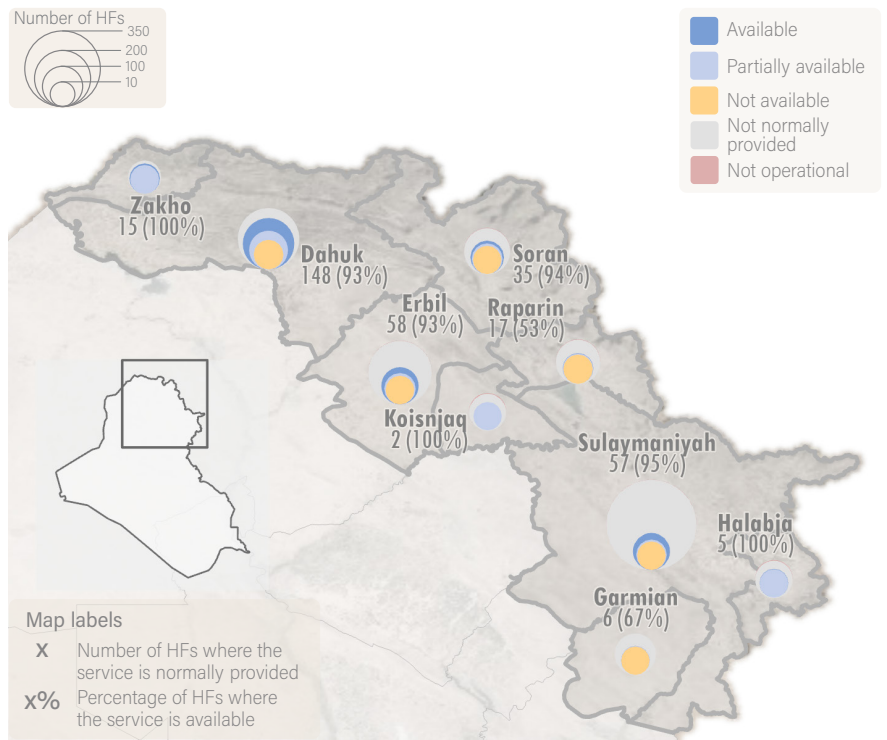 Number of HFs
350
200
100
10
Available
Partially available
Not available
Not normally
provided
Not operational
Zakho
15 (100%)
Dahuk
148 (93%)
Soran
35 (94%)
Erbil
58 (93%)
Raparin
17 (53%)
Koisnjaq
2 (100%)
Sulaymaniyah
57 (95%)
Halabja
5 (100%)
Garmian
6 (67%)
Map labels
X Number of HFs where the
service is normally provided
x% Percentage of HFs where
the service is available